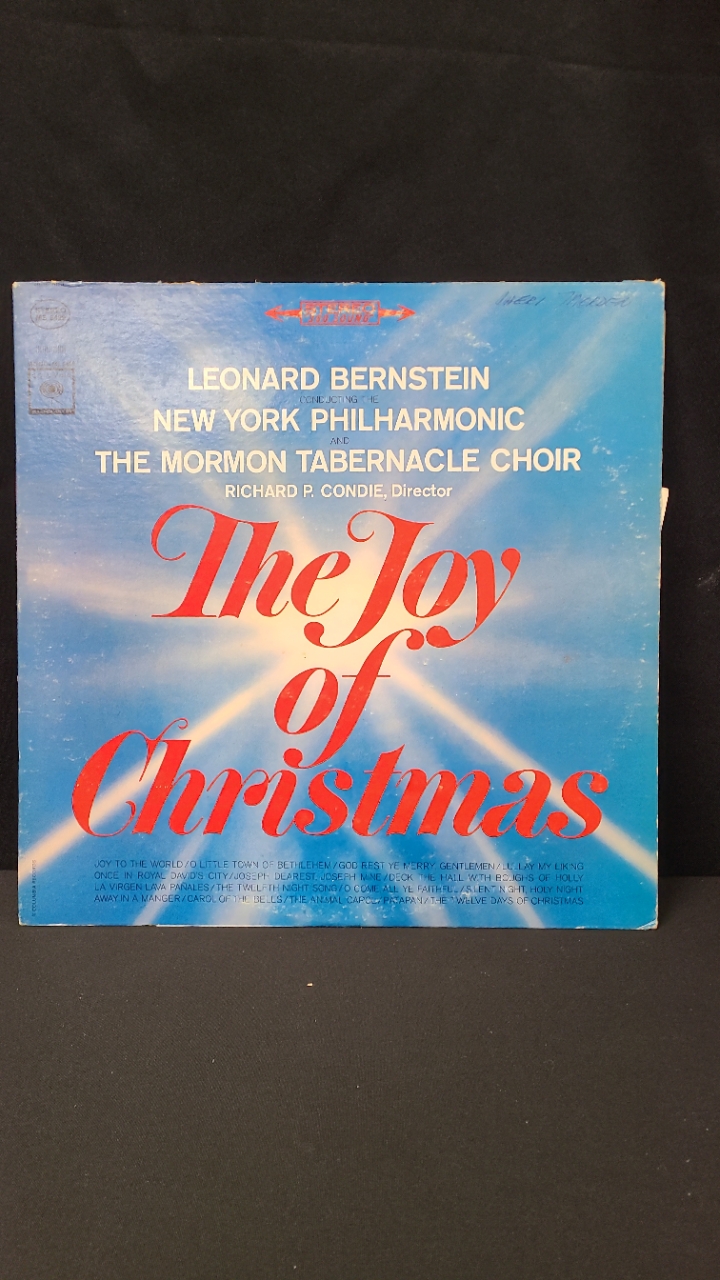 "360 SOUND"
LEONARD BERNSTEIN
CONDUCTING THE
NEW YORK PHILHARMONIC
AND
THE MORMON TABERNACLE CHOIR
RICHARD P. CONDIE, Director
The Joy
of
Christmas
JOY TO THE WORLD/O LITTLE TOWN OF BETHLEHEM/GOD REST YE MERRY, GENTLEMEN/LULLAY MY LIKING
ONCE IN ROYAL DAVID'S CITY/JOSEPH DEAREST, JOSEPH MINE/DECK THE HALL WITH BOUGHS OF HOLLY
LA VIRGEN LAVA PAÑALES/THE TWELFTH NIGHT SONG/O COME, ALL YE FAITHFUL/SILENT NIGHT, HOLY NIGHT
AWAY IN A MANGER/CAROL OF THE BELLS/THE ANIMAL CAROL/PATAPAN/THE TWELVE DAYS OF CHRISTMAS